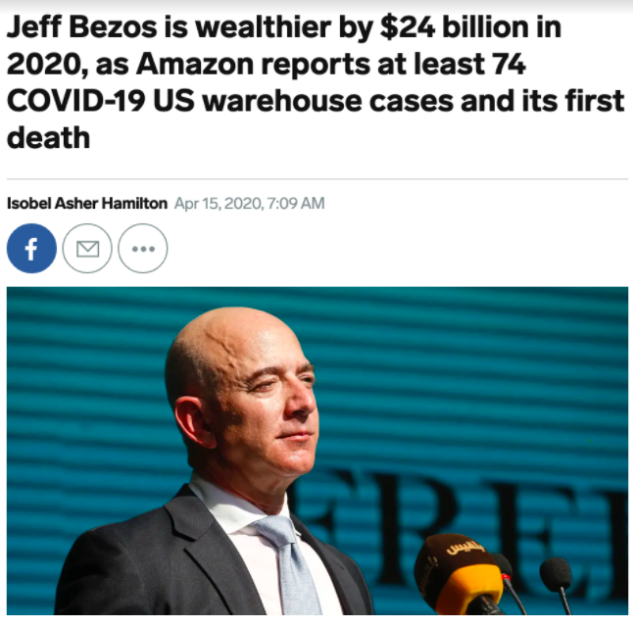 Jeff Bezos is wealthier by $24 billion in
2020, as Amazon reports at least 74
COVID-19 US warehouse cases and its first
death
Isobel Asher Hamilton Apr 15, 2020, 7:09 AM
f
FREE
بلقيس